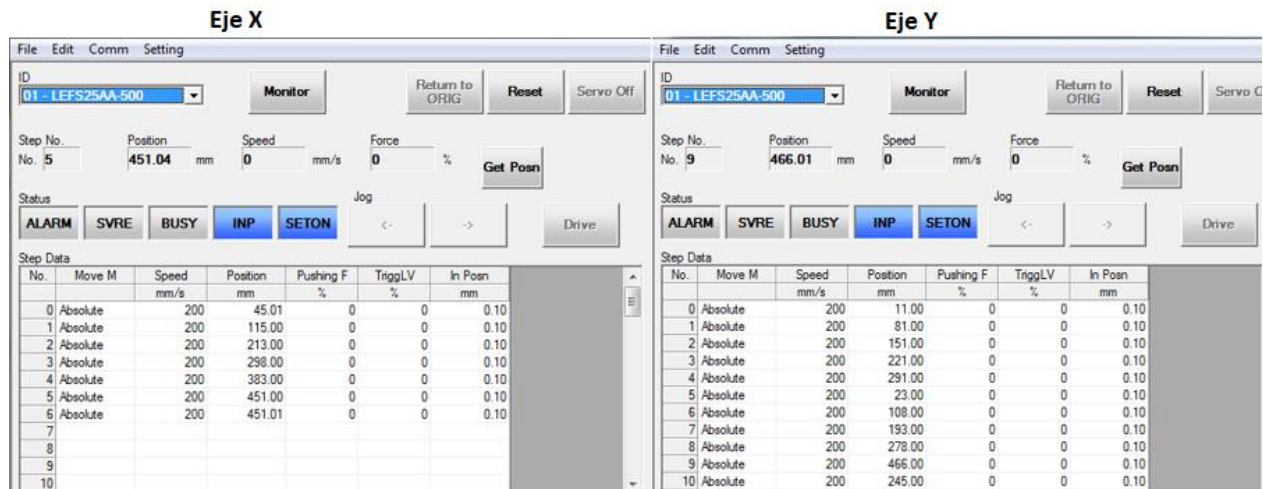 Eje X
File Edit Comm Setting
ID
01 - LEFS25AA-500
Monitor
Return to ORIG
Reset
Servo Off
Step No. Position Speed Force
No. 5 451.04 mm 0 mm/s 0 %
Get Posn
Status
Jog
ALARM SVRE BUSY INP SETON <- -> Drive
Step Data
No. Move M Speed Position Pushing F TriggLV In Posn
mm/s mm % % mm
0 Absolute 200 45.01 0 0 0.10
1 Absolute 200 115.00 0 0 0.10
2 Absolute 200 213.00 0 0 0.10
3 Absolute 200 298.00 0 0 0.10
4 Absolute 200 383.00 0 0 0.10
5 Absolute 200 451.00 0 0 0.10
6 Absolute 200 451.01 0 0 0.10
7
8
9
10
Eje Y
File Edit Comm Setting
ID
01 - LEFS25AA-500
Monitor
Return to ORIG
Reset
Servo O
Step No. Position Speed Force
No. 9 466.01 mm 0 mm/s 0 %
Get Posn
Status
Jog
ALARM SVRE BUSY INP SETON <- -> Drive
Step Data
No. Move M Speed Position Pushing F TriggLV In Posn
mm/s mm % % mm
0 Absolute 200 11.00 0 0 0.10
1 Absolute 200 81.00 0 0 0.10
2 Absolute 200 151.00 0 0 0.10
3 Absolute 200 221.00 0 0 0.10
4 Absolute 200 291.00 0 0 0.10
5 Absolute 200 23.00 0 0 0.10
6 Absolute 200 108.00 0 0 0.10
7 Absolute 200 193.00 0 0 0.10
8 Absolute 200 278.00 0 0 0.10
9 Absolute 200 466.00 0 0 0.10
10 Absolute 200 245.00 0 0 0.10